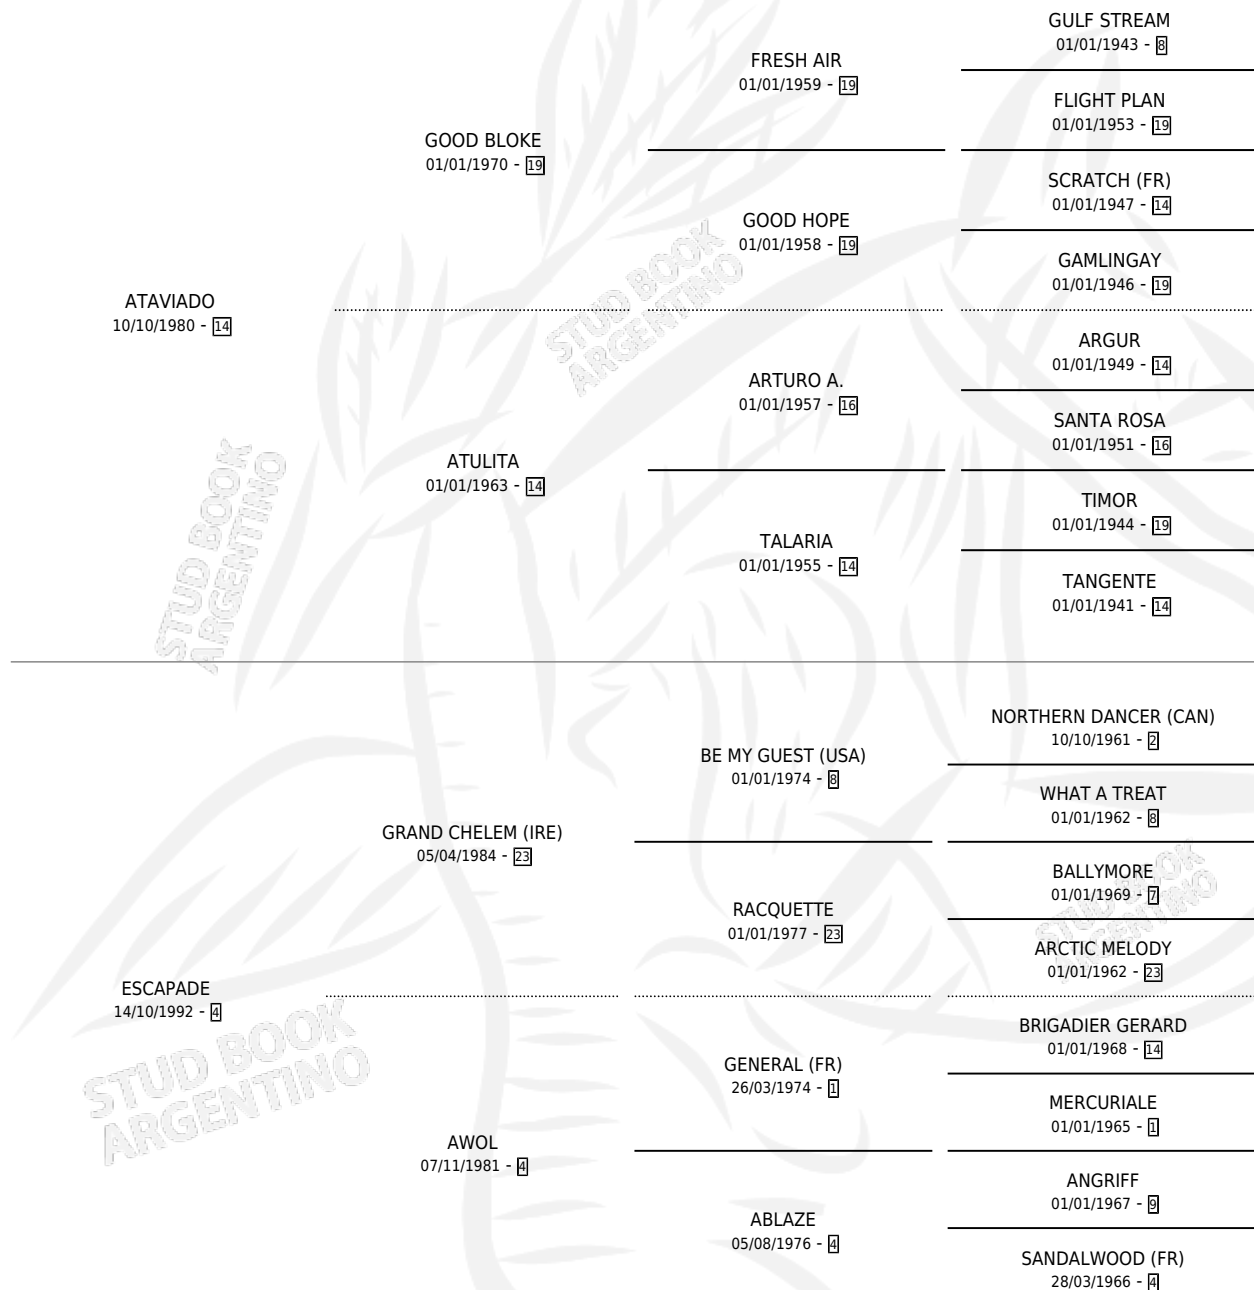 GULF STREAM
01/01/1943 - 8
FRESH AIR
01/01/1959 - 19
FLIGHT PLAN
01/01/1953 - 19
GOOD BLOKE
01/01/1970 - 19
SCRATCH (FR)
01/01/1947 - 14
GOOD HOPE
01/01/1958 - 19
GAMLINGAY
01/01/1946 - 19
ATAVIADO
10/10/1980 - 14
STUD BOOK
ARGENTINO
ARGUR
01/01/1949 - 14
ARTURO A.
01/01/1957 - 16
SANTA ROSA
01/01/1951 - 16
ATULITA
01/01/1963 - 14
TIMOR
01/01/1944 - 19
TALARIA
01/01/1955 - 14
TANGENTE
01/01/1941 - 14
STUD BOOK
ARGENTINO
NORTHERN DANCER (CAN)
10/10/1961 - 2
BE MY GUEST (USA)
01/01/1974 - 8
WHAT A TREAT
01/01/1962 - 8
GRAND CHELEM (IRE)
05/04/1984 - 23
BALLYMORE
01/01/1969 - 7
RACQUETTE
01/01/1977 - 23
STUD BOOK
ARGENTINO
ARCTIC MELODY
01/01/1962 - 23
ESCAPADE
14/10/1992 - 4
BRIGADIER GERARD
01/01/1968 - 14
GENERAL (FR)
26/03/1974 - 1
STUD BOOK
ARGENTINO
MERCURIALE
01/01/1965 - 1
AWOL
07/11/1981 - 4
ANGRIFF
01/01/1967 - 9
ABLAZE
05/08/1976 - 4
SANDALWOOD (FR)
28/03/1966 - 4